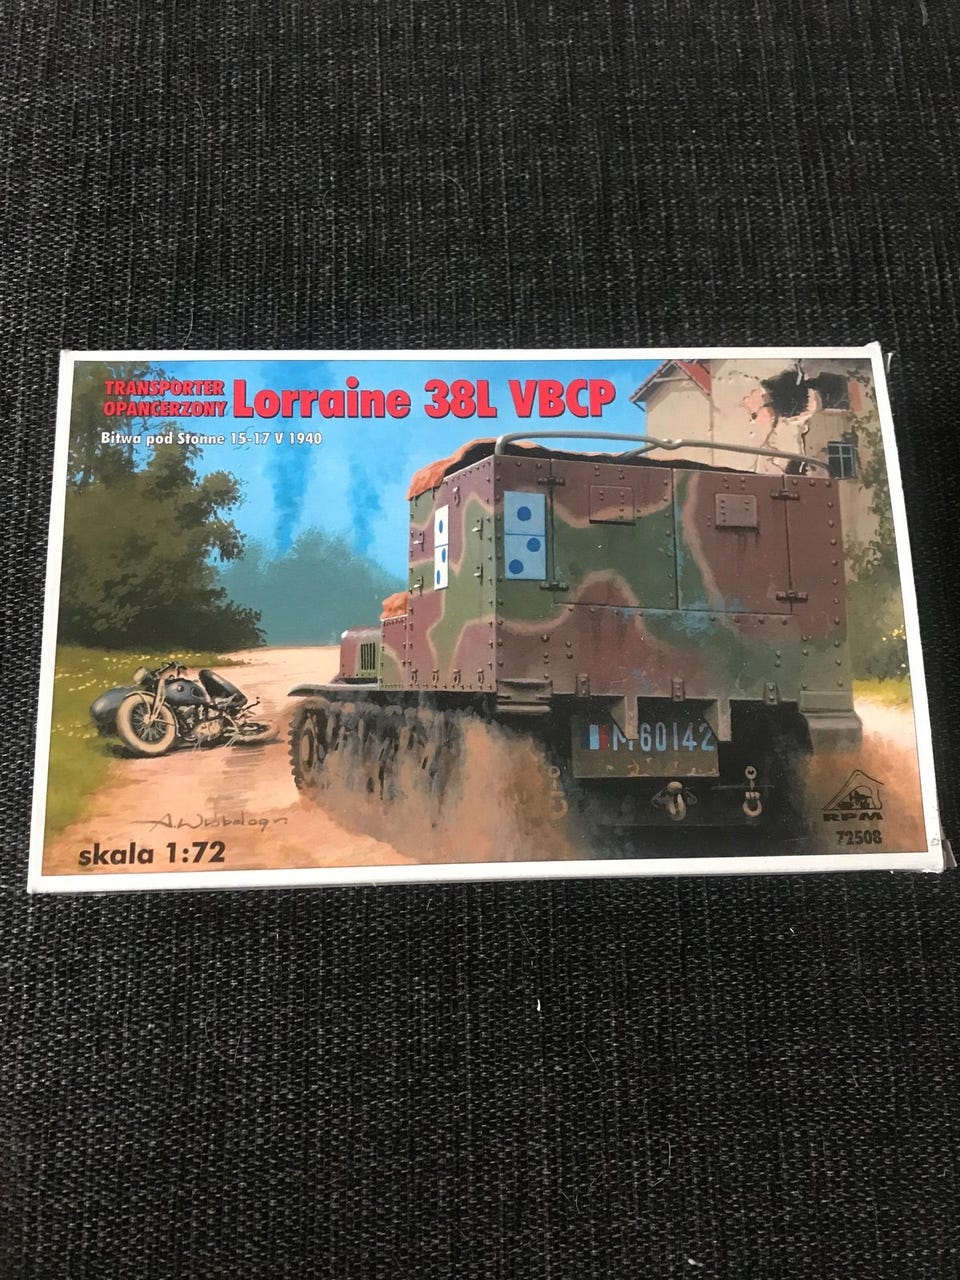 TRANSPORTER
OPANCERZONY
Lorraine 38L VBCP
Bitwa pod Stonne 15-17 V 1940
M 60142
RPM
72508
skala 1:72